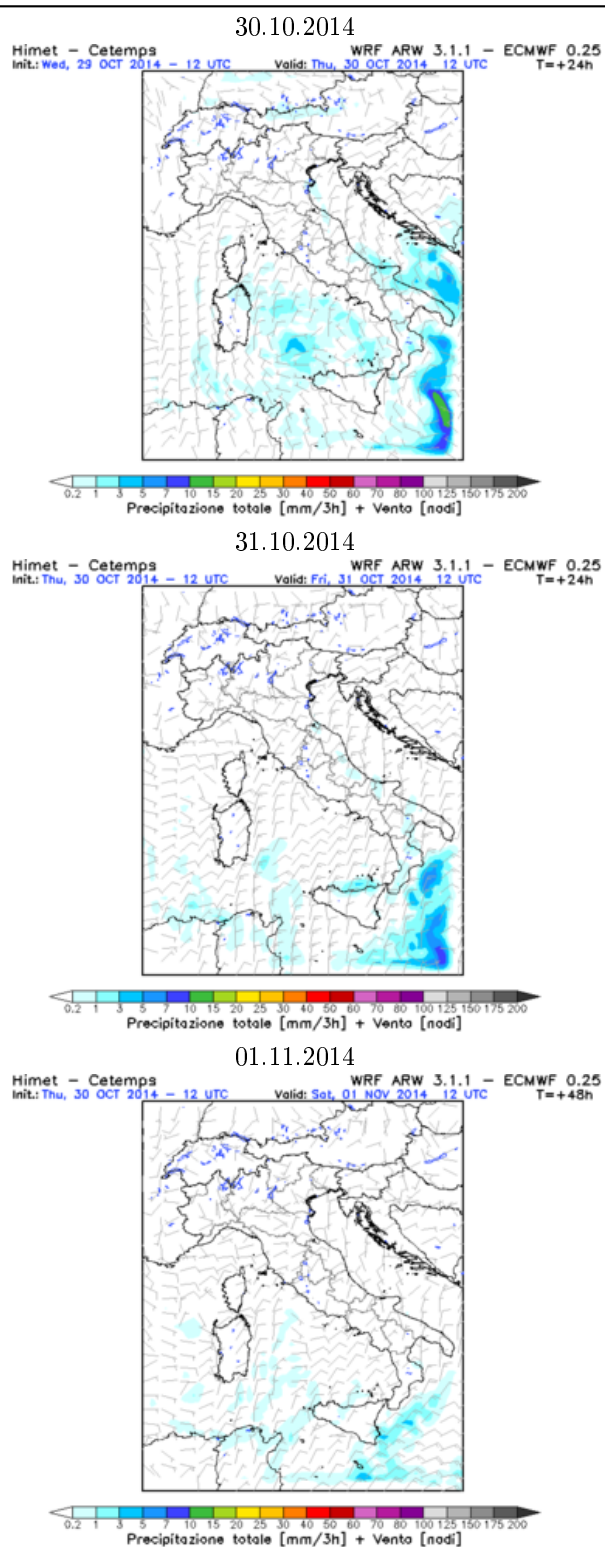 30.10.2014
Himet – Cetemps WRF ARW 3.1.1 – ECMWF 0.25
Init.: Wed, 29 OCT 2014 – 12 UTC Valid: Thu, 30 OCT 2014 12 UTC T=+24h
0.2 1 3 5 7 10 15 20 25 30 40 50 60 70 80 100 125 150 175 200
Precipitazione totale [mm/3h] + Vento [nodi]
31.10.2014
Himet – Cetemps WRF ARW 3.1.1 – ECMWF 0.25
Init.: Thu, 30 OCT 2014 – 12 UTC Valid: Fri, 31 OCT 2014 12 UTC T=+24h
0.2 1 3 5 7 10 15 20 25 30 40 50 60 70 80 100 125 150 175 200
Precipitazione totale [mm/3h] + Vento [nodi]
01.11.2014
Himet – Cetemps WRF ARW 3.1.1 – ECMWF 0.25
Init.: Thu, 30 OCT 2014 – 12 UTC Valid: Sat, 01 NOV 2014 12 UTC T=+48h
0.2 1 3 5 7 10 15 20 25 30 40 50 60 70 80 100 125 150 175 200
Precipitazione totale [mm/3h] + Vento [nodi]